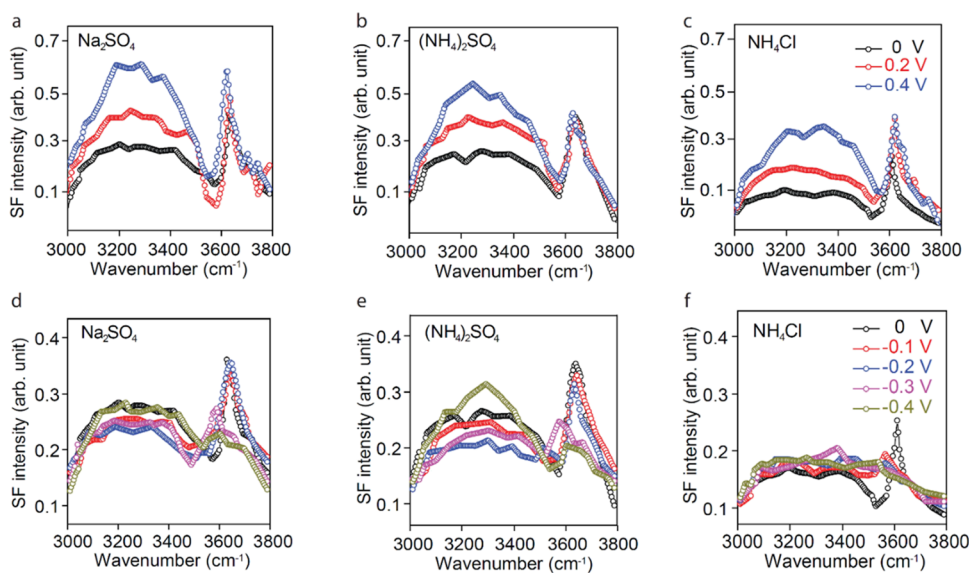 a
Na₂SO₄
0.7
0.5
0.3
0.1
SF intensity (arb. unit)
3000 3200 3400 3600 3800
Wavenumber (cm⁻¹)
b
(NH₄)₂SO₄
0.7
0.5
0.3
0.1
SF intensity (arb. unit)
3000 3200 3400 3600 3800
Wavenumber (cm⁻¹)
c
NH₄Cl
0 V
0.2 V
0.4 V
0.7
0.5
0.3
0.1
SF intensity (arb. unit)
3000 3200 3400 3600 3800
Wavenumber (cm⁻¹)
d
Na₂SO₄
0.4
0.3
0.2
0.1
SF intensity (arb. unit)
3000 3200 3400 3600 3800
Wavenumber (cm⁻¹)
e
(NH₄)₂SO₄
0.4
0.3
0.2
0.1
SF intensity (arb. unit)
3000 3200 3400 3600 3800
Wavenumber (cm⁻¹)
f
NH₄Cl
0 V
-0.1 V
-0.2 V
-0.3 V
-0.4 V
0.4
0.3
0.2
0.1
SF intensity (arb. unit)
3000 3200 3400 3600 3800
Wavenumber (cm⁻¹)